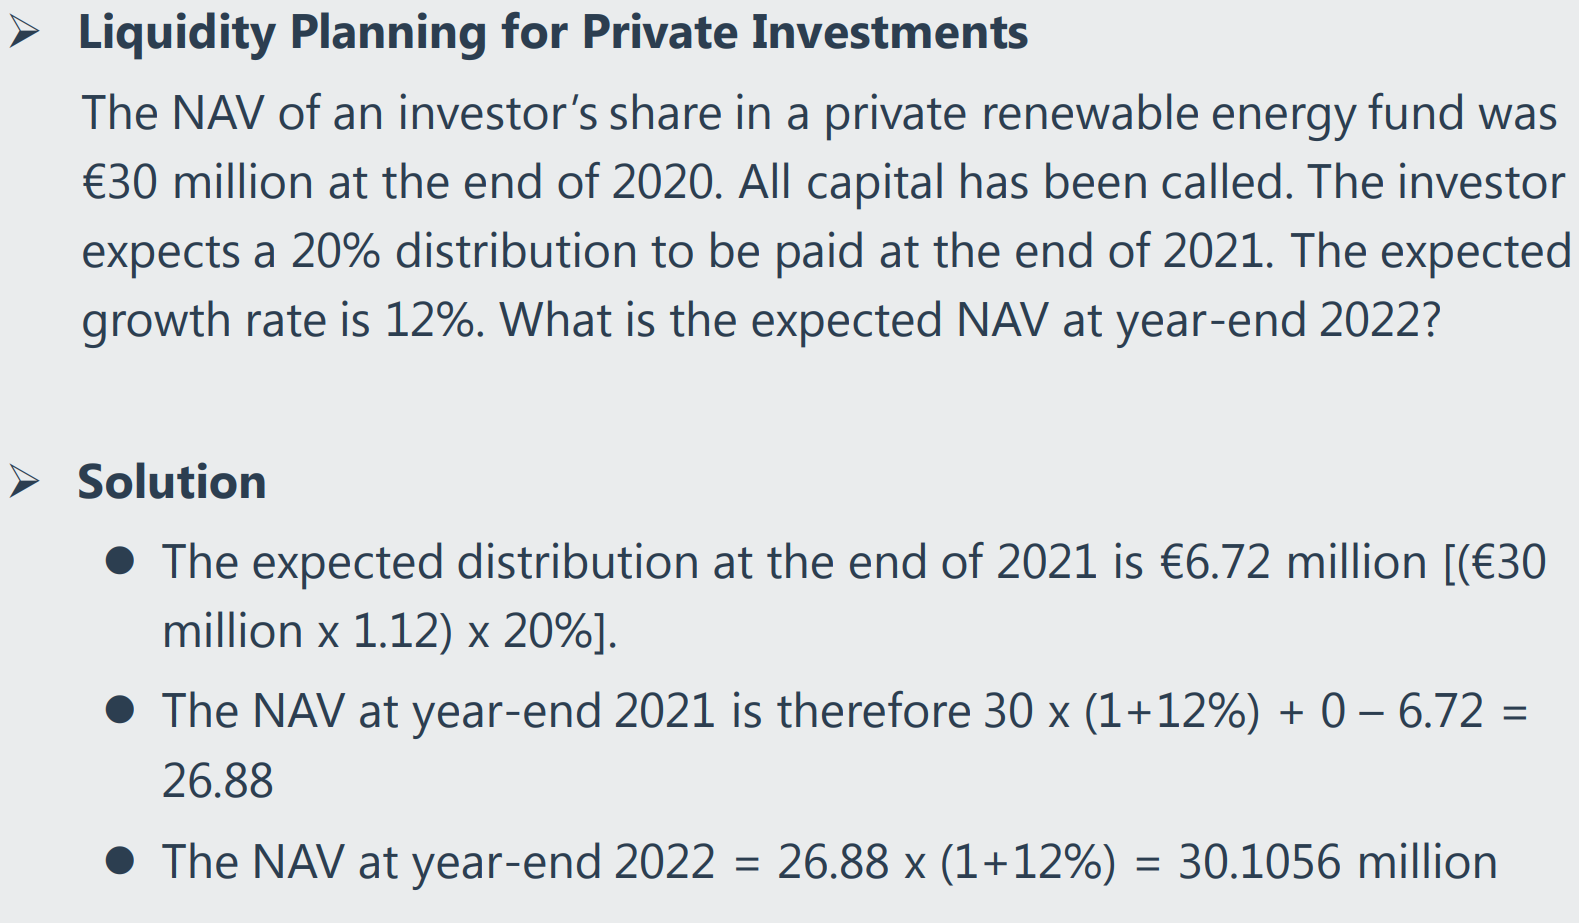 ➢ Liquidity Planning for Private Investments
The NAV of an investor’s share in a private renewable energy fund was
€30 million at the end of 2020. All capital has been called. The investor
expects a 20% distribution to be paid at the end of 2021. The expected
growth rate is 12%. What is the expected NAV at year-end 2022?
➢ Solution
● The expected distribution at the end of 2021 is €6.72 million [(€30
million x 1.12) x 20%].
● The NAV at year-end 2021 is therefore 30 x (1+12%) + 0 – 6.72 =
26.88
● The NAV at year-end 2022 = 26.88 x (1+12%) = 30.1056 million